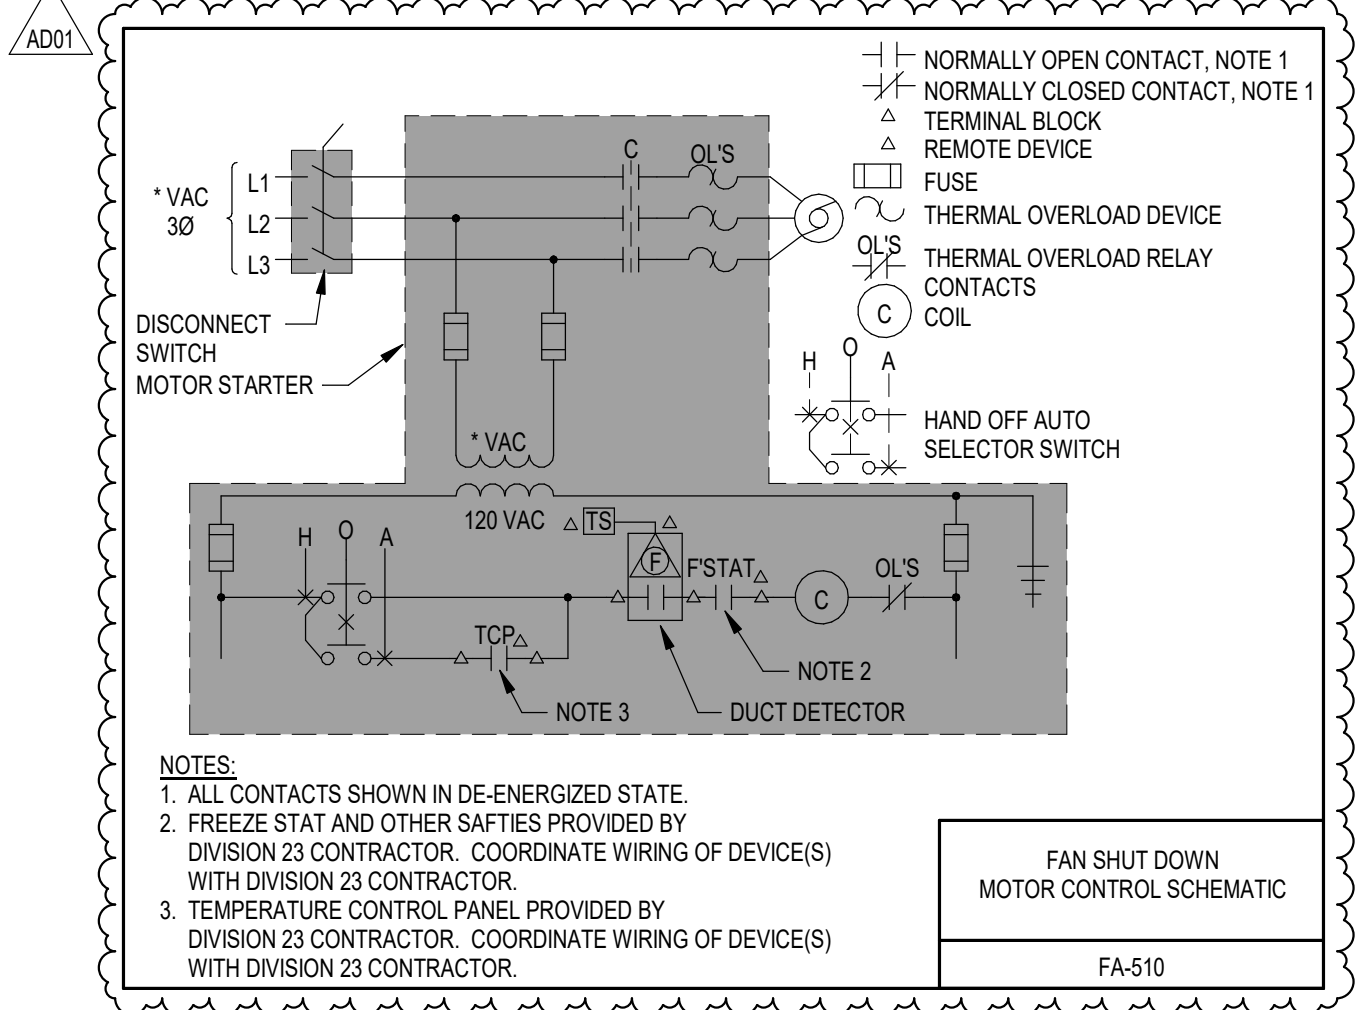 AD01
NORMALLY OPEN CONTACT, NOTE 1
NORMALLY CLOSED CONTACT, NOTE 1
TERMINAL BLOCK
REMOTE DEVICE
FUSE
THERMAL OVERLOAD DEVICE
OL'S
THERMAL OVERLOAD RELAY
CONTACTS
C
COIL
H O A
HAND OFF AUTO
SELECTOR SWITCH
* VAC
3Ø
L1
L2
L3
C
OL'S
DISCONNECT
SWITCH
MOTOR STARTER
* VAC
120 VAC
TS
F
H O A
F'STAT
C
OL'S
TCP
NOTE 2
NOTE 3
DUCT DETECTOR
NOTES:
1. ALL CONTACTS SHOWN IN DE-ENERGIZED STATE.
2. FREEZE STAT AND OTHER SAFTIES PROVIDED BY
DIVISION 23 CONTRACTOR. COORDINATE WIRING OF DEVICE(S)
WITH DIVISION 23 CONTRACTOR.
3. TEMPERATURE CONTROL PANEL PROVIDED BY
DIVISION 23 CONTRACTOR. COORDINATE WIRING OF DEVICE(S)
WITH DIVISION 23 CONTRACTOR.
FAN SHUT DOWN
MOTOR CONTROL SCHEMATIC
FA-510